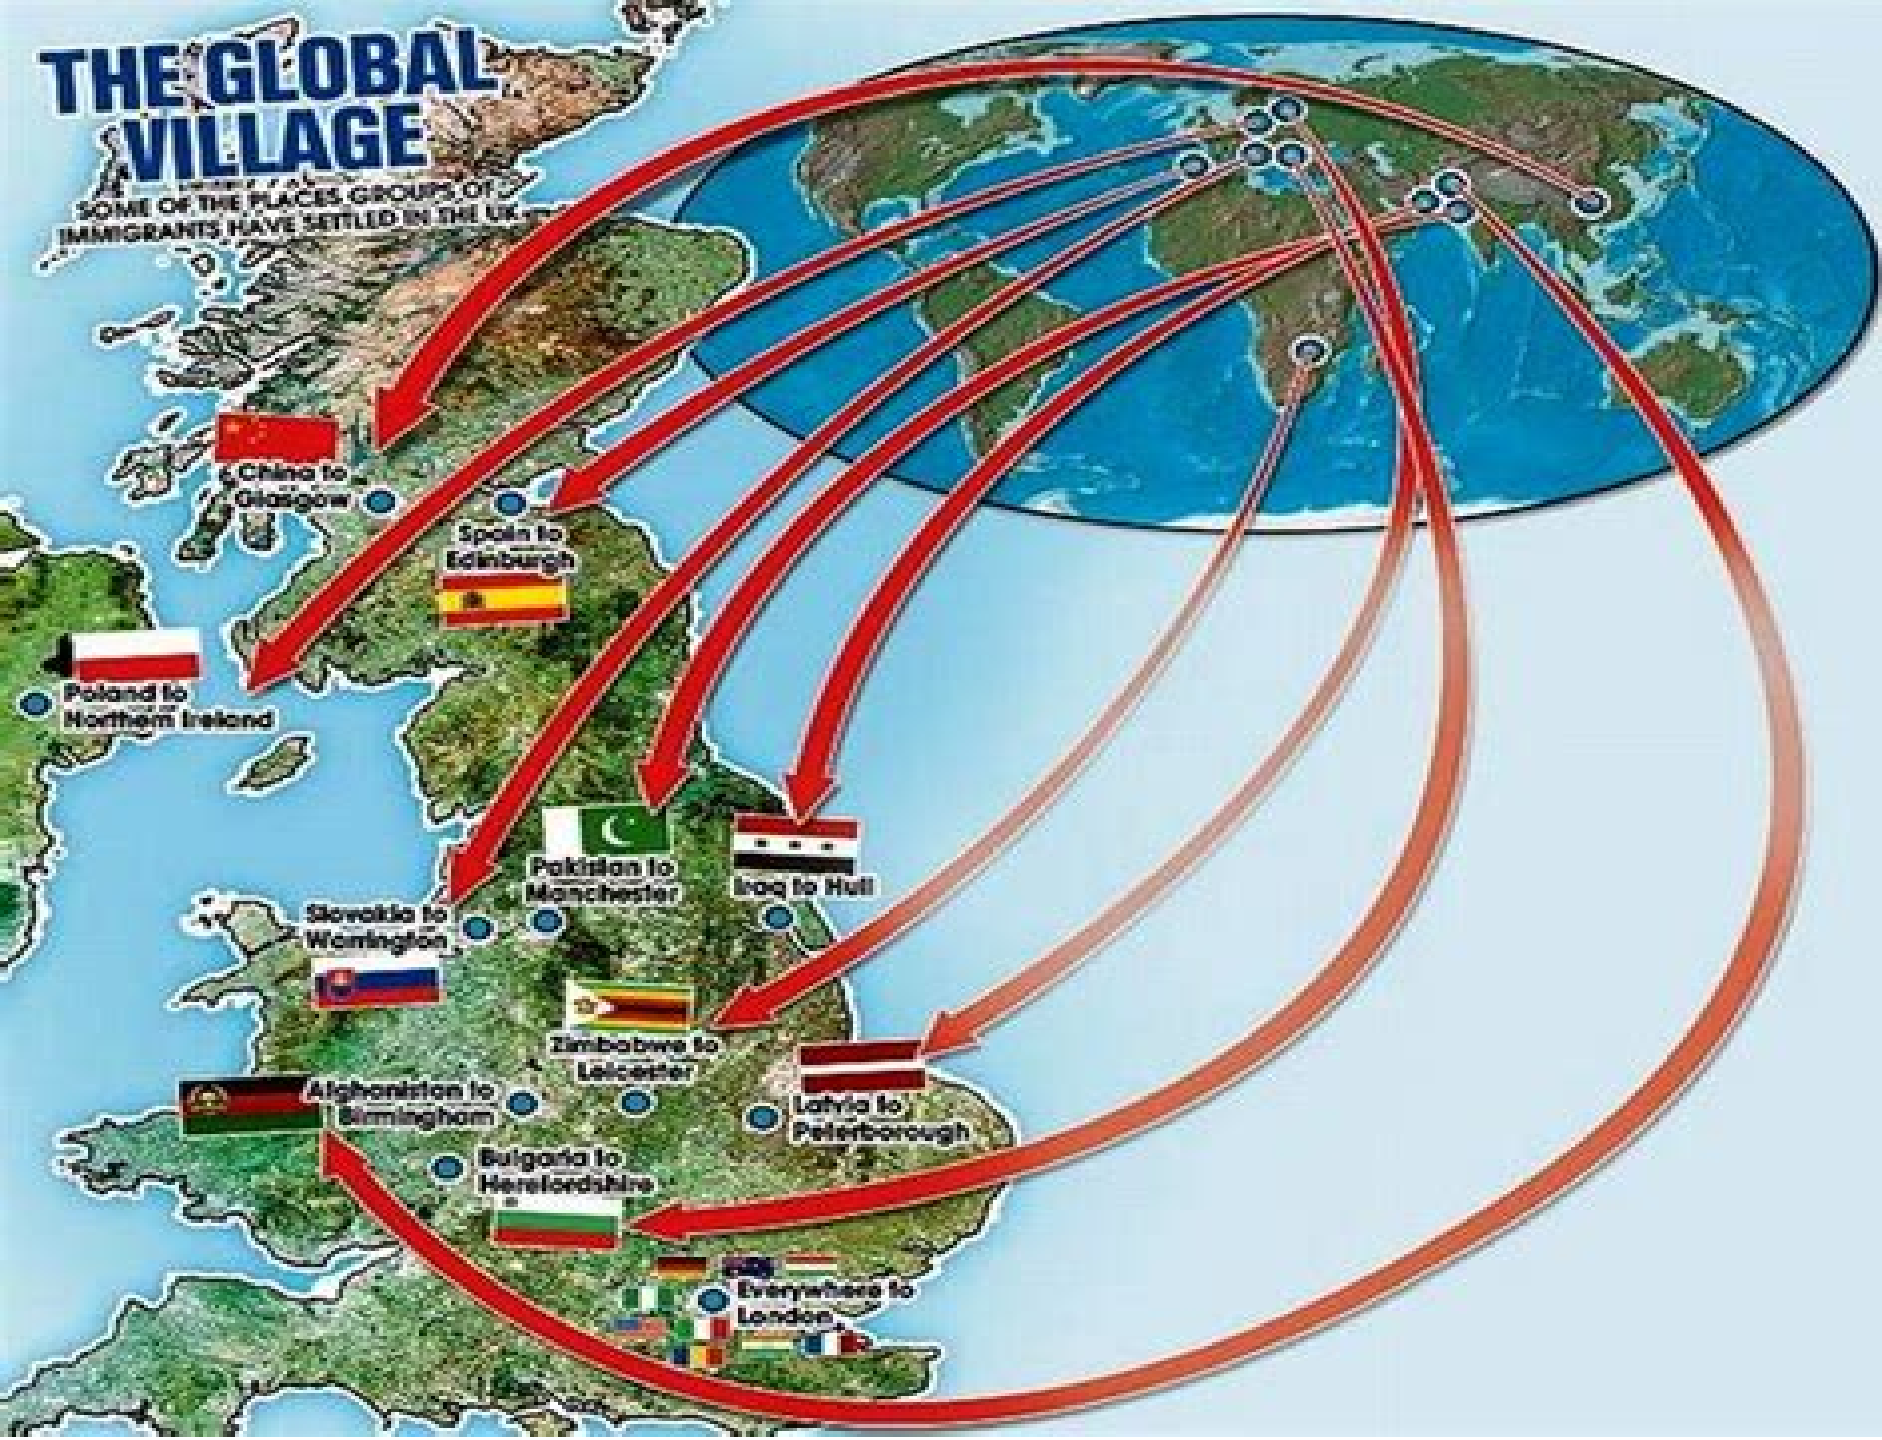 THE GLOBAL
VILLAGE
SOME OF THE PLACES GROUPS OF
IMMIGRANTS HAVE SETTLED IN THE UK
China to
Glasgow
Spain to
Edinburgh
Poland to
Northern Ireland
Pakistan to
Manchester
Iraq to Hull
Slovakia to
Warrington
Zimbabwe to
Leicester
Afghanistan to
Birmingham
Latvia to
Peterborough
Bulgaria to
Herefordshire
Everywhere to
London